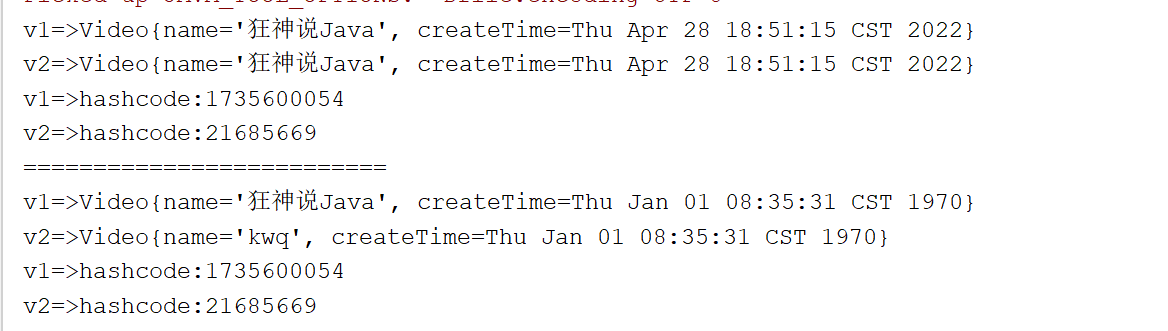 v1=>Video{name='狂神说Java', createTime=Thu Apr 28 18:51:15 CST 2022}
v2=>Video{name='狂神说Java', createTime=Thu Apr 28 18:51:15 CST 2022}
v1=>hashcode:1735600054
v2=>hashcode:21685669
==========================
v1=>Video{name='狂神说Java', createTime=Thu Jan 01 08:35:31 CST 1970}
v2=>Video{name='kwq', createTime=Thu Jan 01 08:35:31 CST 1970}
v1=>hashcode:1735600054
v2=>hashcode:21685669